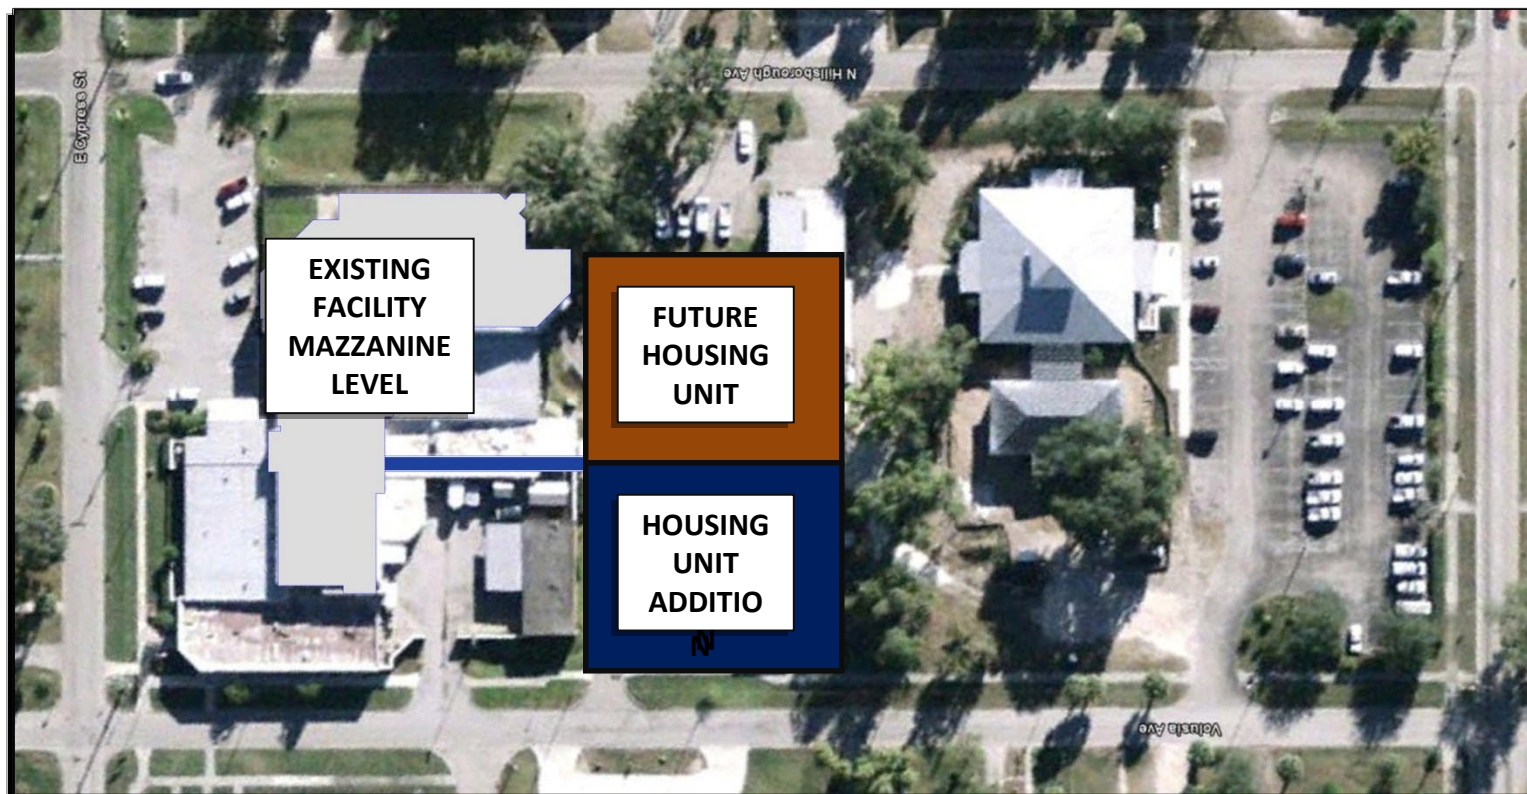 N Hillsborough Ave
E Cypress St
EXISTING
FACILITY
MAZZANINE
LEVEL
FUTURE
HOUSING
UNIT
HOUSING
UNIT
ADDITIO
N
Volusia Ave